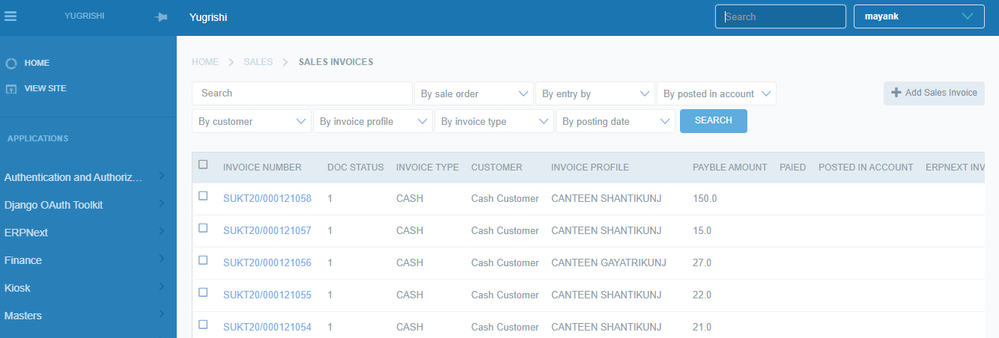 YUGRISHI
Yugrishi
Search
mayank
HOME
VIEW SITE
APPLICATIONS
Authentication and Authoriz...
Django OAuth Toolkit
ERPNext
Finance
Kiosk
Masters
HOME SALES SALES INVOICES
Search By sale order By entry by By posted in account
Add Sales Invoice
By customer By invoice profile By invoice type By posting date SEARCH
INVOICE NUMBER DOC STATUS INVOICE TYPE CUSTOMER INVOICE PROFILE PAYBLE AMOUNT PAIED POSTED IN ACCOUNT ERPNEXT INV
SUKT20/000121058 1 CASH Cash Customer CANTEEN SHANTIKUNJ 150.0
SUKT20/000121057 1 CASH Cash Customer CANTEEN SHANTIKUNJ 15.0
SUKT20/000121056 1 CASH Cash Customer CANTEEN GAYATRIKUNJ 27.0
SUKT20/000121055 1 CASH Cash Customer CANTEEN SHANTIKUNJ 22.0
SUKT20/000121054 1 CASH Cash Customer CANTEEN SHANTIKUNJ 21.0